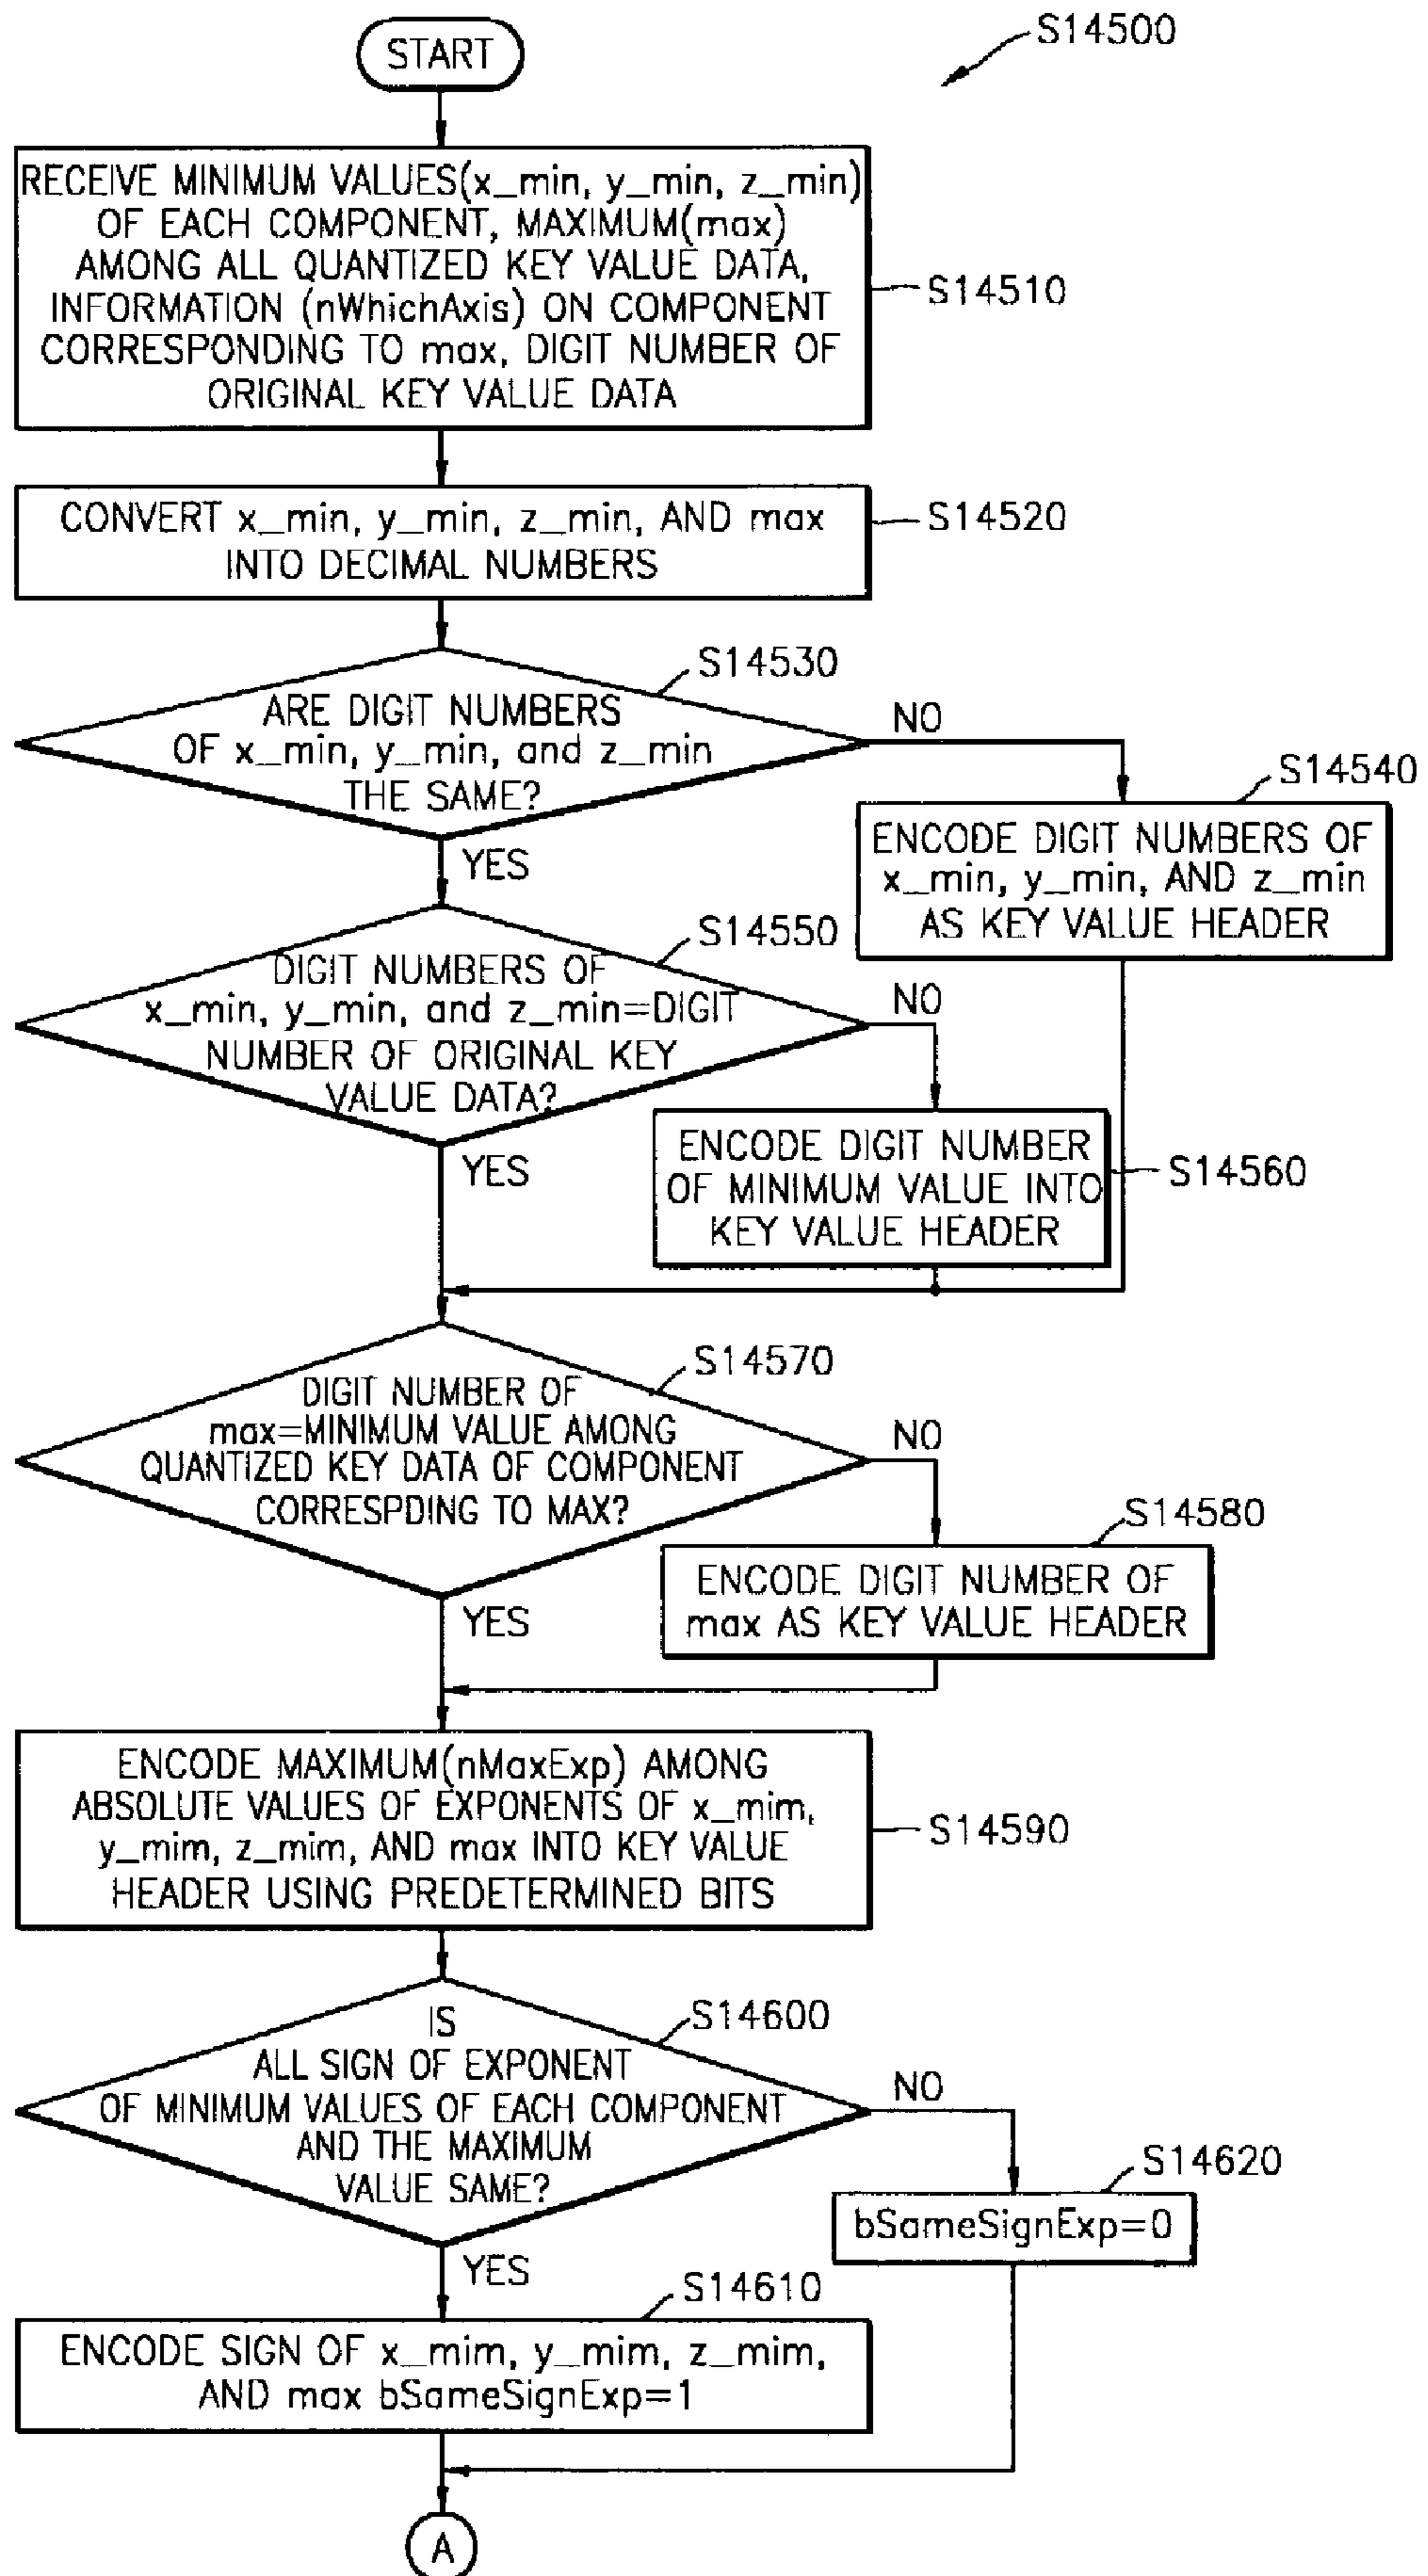 START
S14500
RECEIVE MINIMUM VALUES(x_min, y_min, z_min)
OF EACH COMPONENT, MAXIMUM(max)
AMONG ALL QUANTIZED KEY VALUE DATA,
INFORMATION (nWhichAxis) ON COMPONENT
CORRESPONDING TO max, DIGIT NUMBER OF
ORIGINAL KEY VALUE DATA
S14510
CONVERT x_min, y_min, z_min, AND max
INTO DECIMAL NUMBERS
S14520
S14530
ARE DIGIT NUMBERS
OF x_min, y_min, and z_min
THE SAME?
NO
YES
S14540
ENCODE DIGIT NUMBERS OF
x_min, y_min, AND z_min
AS KEY VALUE HEADER
S14550
DIGIT NUMBERS OF
x_min, y_min, and z_min=DIGIT
NUMBER OF ORIGINAL KEY
VALUE DATA?
NO
YES
ENCODE DIGIT NUMBER
OF MINIMUM VALUE INTO
KEY VALUE HEADER
S14560
S14570
DIGIT NUMBER OF
max=MINIMUM VALUE AMONG
QUANTIZED KEY DATA OF COMPONENT
CORRESPDING TO MAX?
NO
YES
S14580
ENCODE DIGIT NUMBER OF
max AS KEY VALUE HEADER
ENCODE MAXIMUM(nMaxExp) AMONG
ABSOLUTE VALUES OF EXPONENTS OF x_mim,
y_mim, z_mim, AND max INTO KEY VALUE
HEADER USING PREDETERMINED BITS
S14590
S14600
IS
ALL SIGN OF EXPONENT
OF MINIMUM VALUES OF EACH COMPONENT
AND THE MAXIMUM
VALUE SAME?
NO
YES
S14620
bSameSignExp=0
S14610
ENCODE SIGN OF x_mim, y_mim, z_mim,
AND max bSameSignExp=1
A